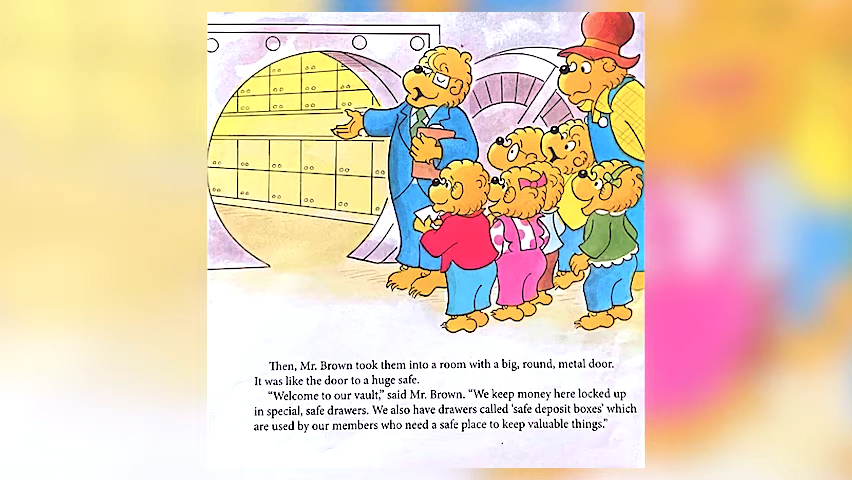 Then, Mr. Brown took them into a room with a big, round, metal door.
It was like the door to a huge safe.
“Welcome to our vault,” said Mr. Brown. “We keep money here locked up
in special, safe drawers. We also have drawers called ‘safe deposit boxes’ which
are used by our members who need a safe place to keep valuable things.”